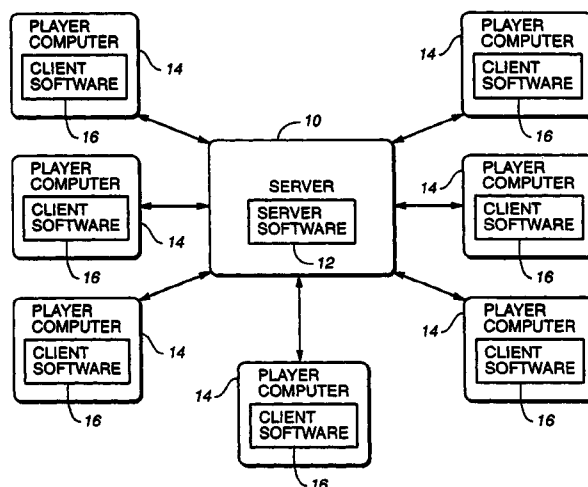 PLAYER
COMPUTER
CLIENT
SOFTWARE
14
16
PLAYER
COMPUTER
14
CLIENT
SOFTWARE
16
10
SERVER
SERVER
SOFTWARE
12
PLAYER
COMPUTER
CLIENT
SOFTWARE
14
16
14
PLAYER
COMPUTER
CLIENT
SOFTWARE
16
PLAYER
COMPUTER
CLIENT
SOFTWARE
14
16
14
PLAYER
COMPUTER
CLIENT
SOFTWARE
16
14
PLAYER
COMPUTER
CLIENT
SOFTWARE
16